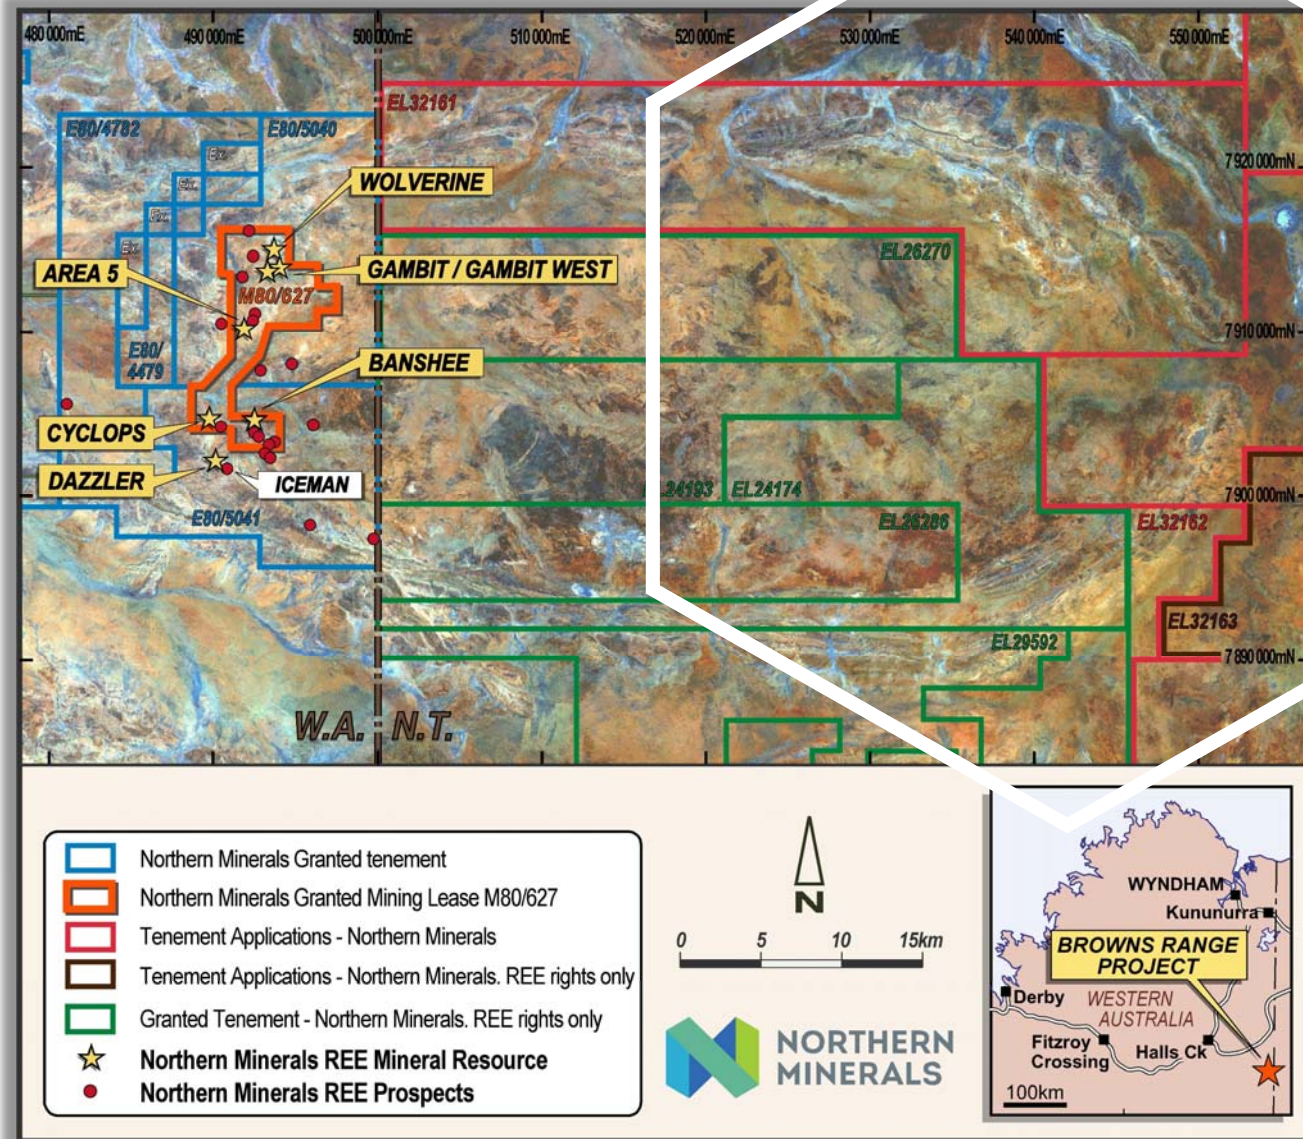 480 000mE
490 000mE
500 000mE
510 000mE
520 000mE
530 000mE
540 000mE
550 000mE
EL32161
E80/4782
E80/5040
Ex.
7 920 000mN
Ex.
WOLVERINE
Ex.
Ex.
EL26270
AREA 5
GAMBIT / GAMBIT WEST
M80/627
7 910 000mN
E80/
4479
BANSHEE
CYCLOPS
DAZZLER
ICEMAN
EL24193
EL24174
7 900 000mN
E80/5041
EL26286
EL32162
EL32163
EL29592
7 890 000mN
W.A.
N.T.
Northern Minerals Granted tenement
Northern Minerals Granted Mining Lease M80/627
Tenement Applications - Northern Minerals
Tenement Applications - Northern Minerals. REE rights only
Granted Tenement - Northern Minerals. REE rights only
Northern Minerals REE Mineral Resource
Northern Minerals REE Prospects
N
0 5 10 15km
NORTHERN
MINERALS
WYNDHAM
Kununurra
BROWNS RANGE
PROJECT
Derby
WESTERN
AUSTRALIA
Fitzroy
Crossing
Halls Ck
100km